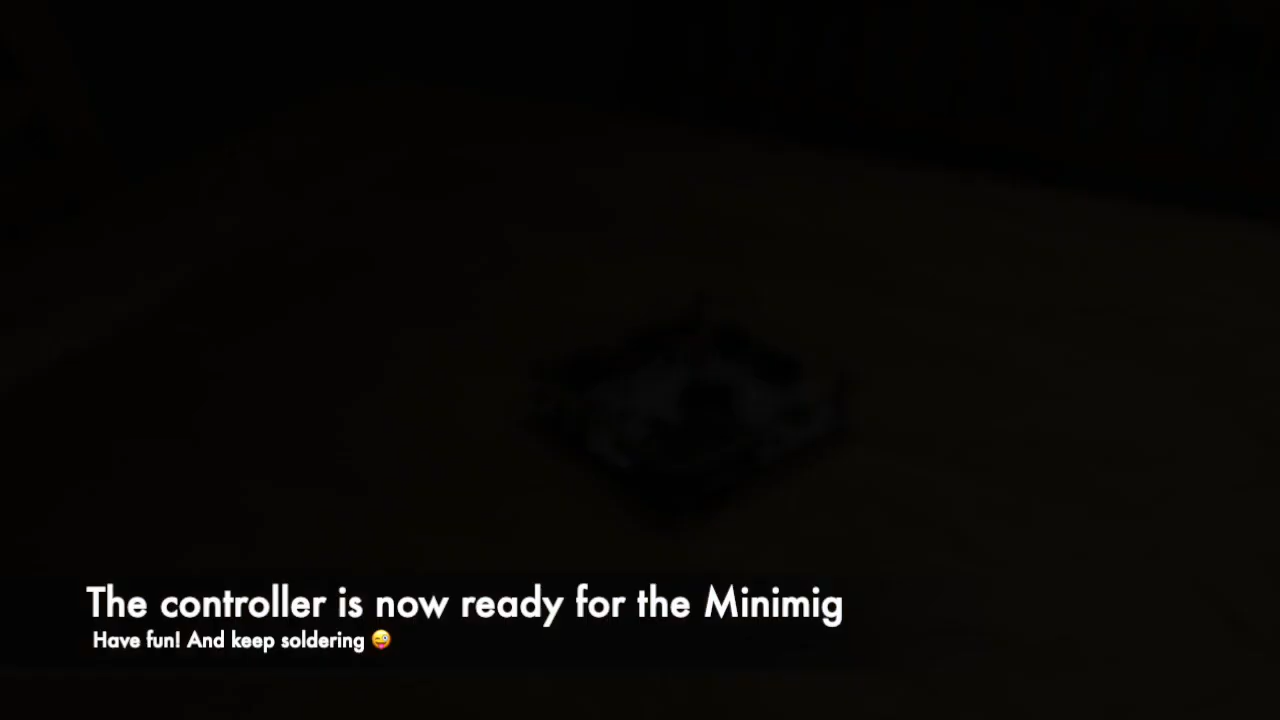 The controller is now ready for the Minimig
Have fun! And keep soldering 😜